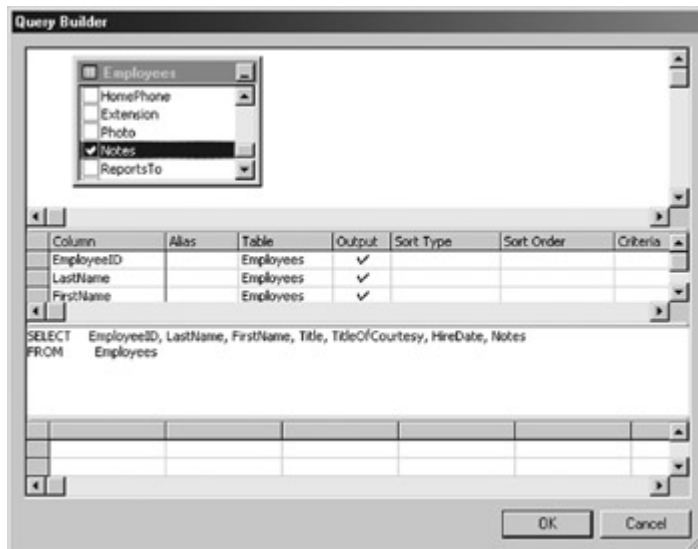 Query Builder
Employees
HomePhone
Extension
Photo
Notes
ReportsTo
Column Alias Table Output Sort Type Sort Order Criteria
EmployeeID Employees
LastName Employees
FirstName Employees
SELECT EmployeeID, LastName, FirstName, Title, TitleOfCourtesy, HireDate, Notes
FROM Employees
OK Cancel